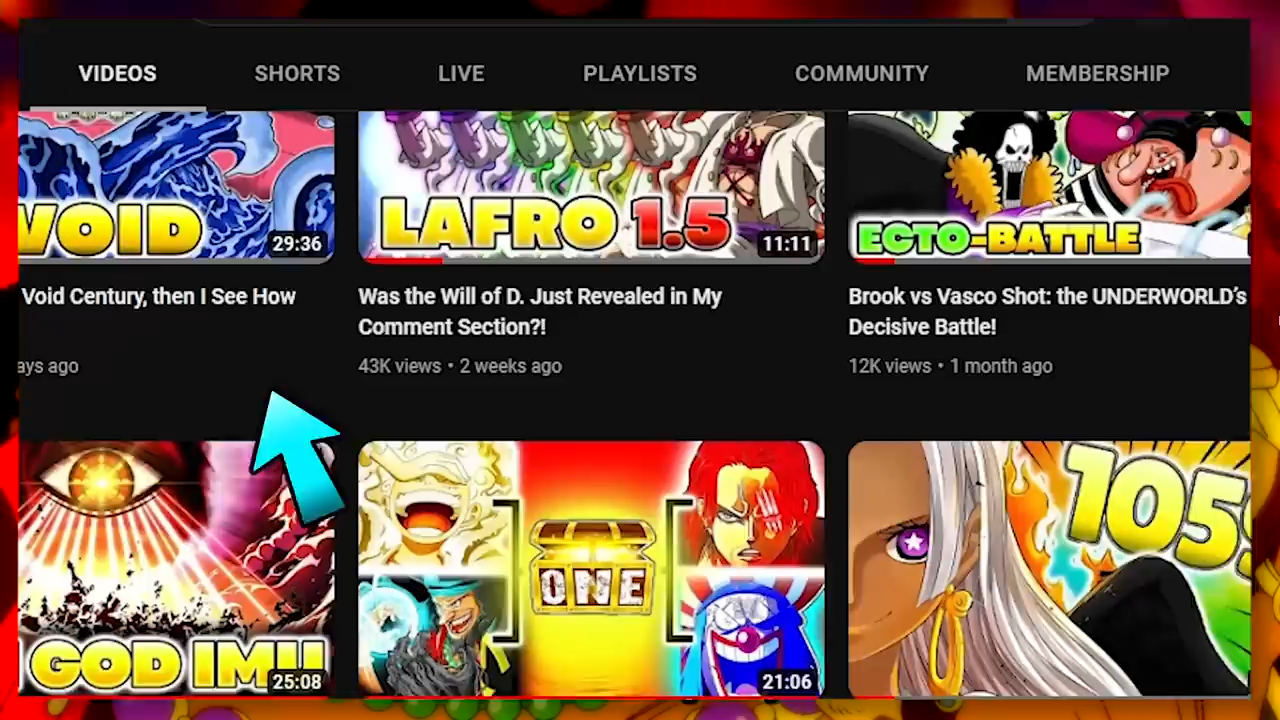 VIDEOS SHORTS LIVE PLAYLISTS COMMUNITY MEMBERSHIP
VOID
29:36
LAFRO 1.5
11:11
ECTO-BATTLE
Void Century, then I See How
ays ago
Was the Will of D. Just Revealed in My
Comment Section?!
43K views • 2 weeks ago
Brook vs Vasco Shot: the UNDERWORLD’s
Decisive Battle!
12K views • 1 month ago
GOD IMU
25:08
ONE
21:06
105